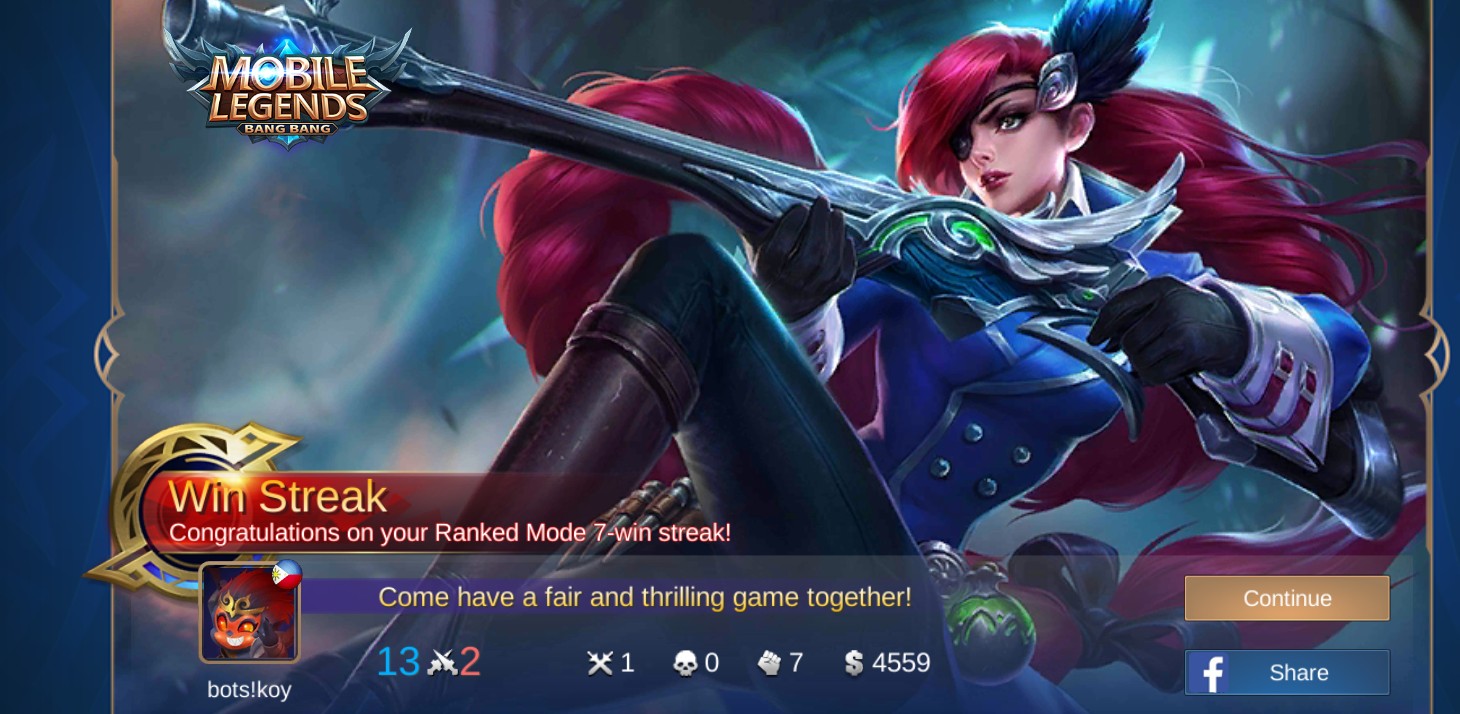 MOBILE
LEGENDS
BANG BANG
Win Streak
Congratulations on your Ranked Mode 7-win streak!
Come have a fair and thrilling game together!
Continue
13 2 1 0 7 $ 4559
f Share
bots!koy